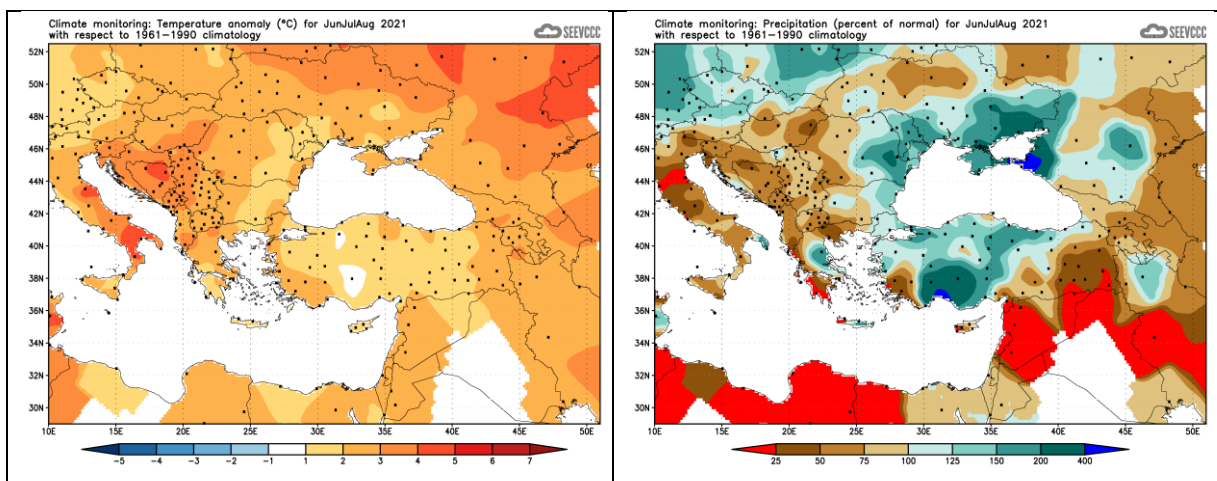 Climate monitoring: Temperature anomaly (°C) for JunJulAug 2021
with respect to 1961−1990 climatology
SEEVCCC
52N
50N
48N
46N
44N
42N
40N
38N
36N
34N
32N
30N
10E 15E 20E 25E 30E 35E 40E 45E 50E
−5 −4 −3 −2 −1 1 2 3 4 5 6 7
Climate monitoring: Precipitation (percent of normal) for JunJulAug 2021
with respect to 1961−1990 climatology
SEEVCCC
52N
50N
48N
46N
44N
42N
40N
38N
36N
34N
32N
30N
10E 15E 20E 25E 30E 35E 40E 45E 50E
25 50 75 100 125 150 200 400